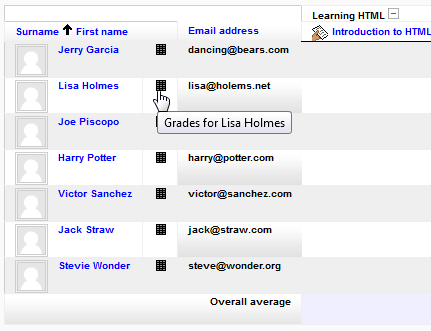 Learning HTML
Surname First name Email address Introduction to HTML
Jerry Garcia dancing@bears.com
Lisa Holmes lisa@holems.net
Grades for Lisa Holmes
Joe Piscopo
Harry Potter harry@potter.com
Victor Sanchez victor@sanchez.com
Jack Straw jack@straw.com
Stevie Wonder steve@wonder.org
Overall average